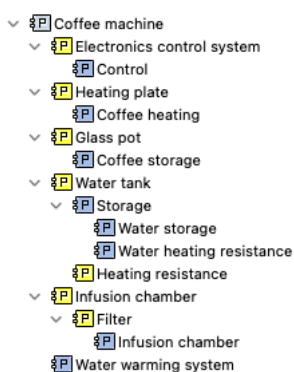 Coffee machine
Electronics control system
Control
Heating plate
Coffee heating
Glass pot
Coffee storage
Water tank
Storage
Water storage
Water heating resistance
Heating resistance
Infusion chamber
Filter
Infusion chamber
Water warming system